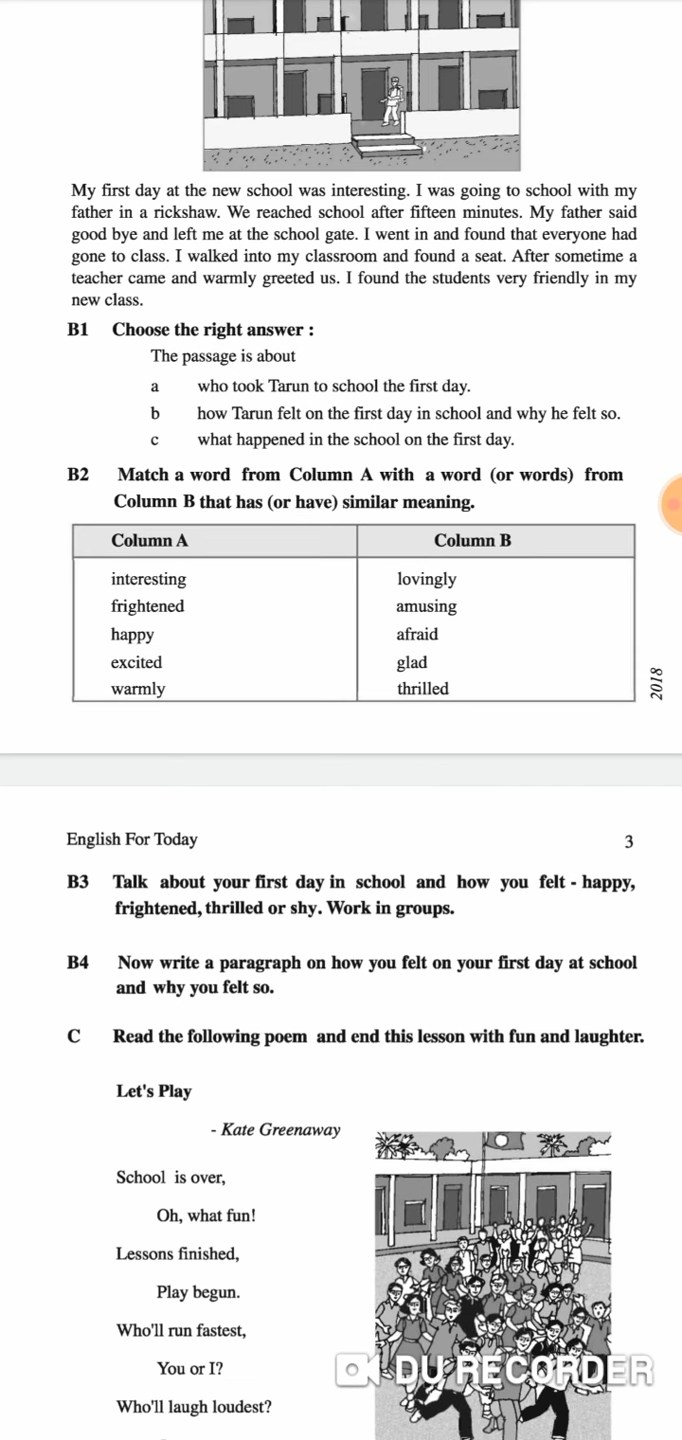 My first day at the new school was interesting. I was going to school with my
father in a rickshaw. We reached school after fifteen minutes. My father said
good bye and left me at the school gate. I went in and found that everyone had
gone to class. I walked into my classroom and found a seat. After sometime a
teacher came and warmly greeted us. I found the students very friendly in my
new class.
B1 Choose the right answer :
The passage is about
a who took Tarun to school the first day.
b how Tarun felt on the first day in school and why he felt so.
c what happened in the school on the first day.
B2 Match a word from Column A with a word (or words) from
Column B that has (or have) similar meaning.
Column A Column B
interesting lovingly
frightened amusing
happy afraid
excited glad
warmly thrilled
2018
English For Today 3
B3 Talk about your first day in school and how you felt - happy,
frightened, thrilled or shy. Work in groups.
B4 Now write a paragraph on how you felt on your first day at school
and why you felt so.
C Read the following poem and end this lesson with fun and laughter.
Let's Play
- Kate Greenaway
School is over,
Oh, what fun!
Lessons finished,
Play begun.
Who'll run fastest,
You or I?
Who'll laugh loudest?
DU RECORDER